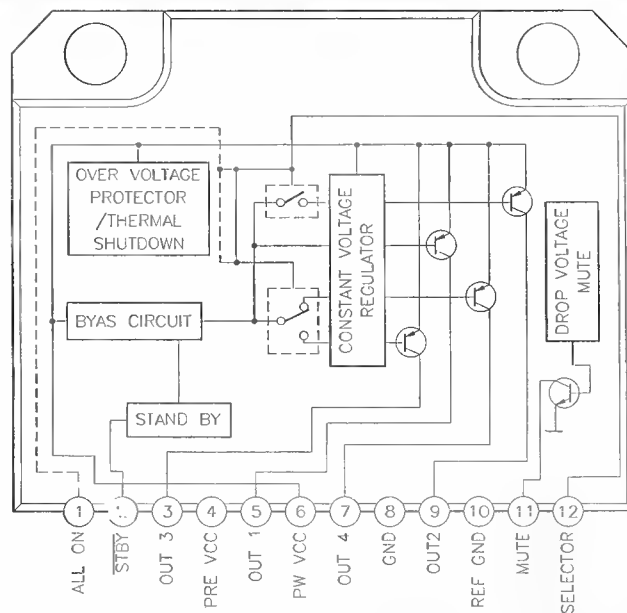 OVER VOLTAGE
PROTECTOR
/THERMAL
SHUTDOWN
CONSTANT VOLTAGE
REGULATOR
DROP VOLTAGE
MUTE
BYAS CIRCUIT
STAND BY
1
3
4
5
6
7
8
9
10
11
12
ALL ON
STBY
OUT 3
PRE VCC
OUT 1
PW VCC
OUT 4
GND
OUT2
REF GND
MUTE
SELECTOR